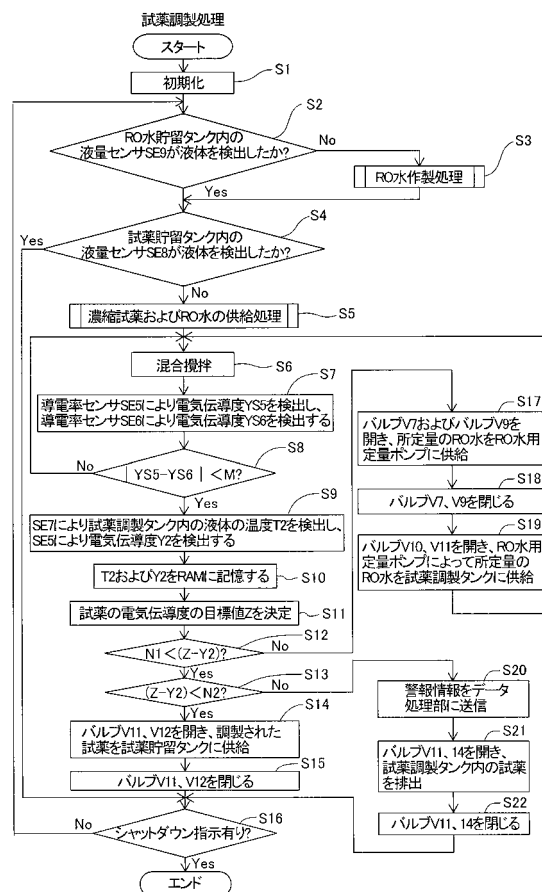 試薬調製処理
スタート
初期化
S1
S2
RO水貯留タンク内の
液量センサSE9が液体を検出したか?
No
S3
RO水作製処理
Yes
S4
Yes
試薬貯留タンク内の
液量センサSE8が液体を検出したか?
No
濃縮試薬およびRO水の供給処理
S5
混合攪拌
S6
S7
導電率センサSE5により電気伝導度YS5を検出し、
導電率センサSE6により電気伝導度YS6を検出する
S8
No
|YS5-YS6|<M?
Yes
S9
SE7により試薬調製タンク内の液体の温度T2を検出し、
SE5により電気伝導度Y2を検出する
T2およびY2をRAMに記憶する
S10
試薬の電気伝導度の目標値Zを決定
S11
S12
N1<(Z-Y2)?
No
Yes
S13
(Z-Y2)<N2?
No
Yes
S14
バルブV11、V12を開き、調製された
試薬を試薬貯留タンクに供給
S15
バルブV11、V12を閉じる
No
シャットダウン指示有り?
S16
Yes
エンド
S17
バルブV7およびバルブV9を
開き、所定量のRO水をRO水用
定量ポンプに供給
S18
バルブV7、V9を閉じる
S19
バルブV10、V11を開き、RO水用
定量ポンプによって所定量の
RO水を試薬調製タンクに供給
S20
警報情報をデータ
処理部に送信
S21
バルブV11、14を開き、
試薬調製タンク内の試薬
を排出
S22
バルブV11、14を閉じる